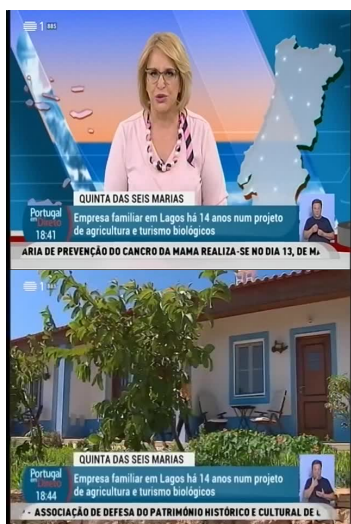 1 RR5
QUINTA DAS SEIS MARIAS
Portugal em Direto
18:41
Empresa familiar em Lagos há 14 anos num projeto
de agricultura e turismo biológicos
ARIA DE PREVENÇÃO DO CANCRO DA MAMA REALIZA-SE NO DIA 13, DE
1
QUINTA DAS SEIS MARIAS
Portugal em Direto
18:44
Empresa familiar em Lagos há 14 anos num projeto
de agricultura e turismo biológicos
- ASSOCIAÇÃO DE DEFESA DO PATRIMÓNIO HISTÓRICO E CULTURAL DE